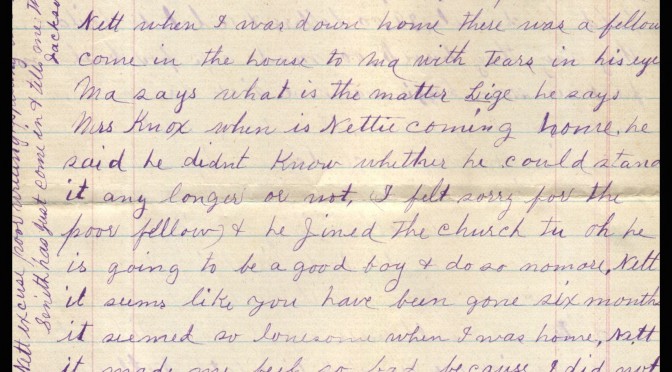 Nett when I was down home there was a fellow
come in the house to Ma with Tears in his eye
Ma says what is the matter Lize he says
Mrs Knox when is Nettie coming home, he
said he didnt Know whether he could stand
it any longer or not, (I felt sorry for the
poor fellow) & he Joined the church tu oh he
is going to be a good boy & do so nomore, Nett
it seems like you have been gone six month
it seemed so lonesome when I was home, Nett
it made me feel so bad because I did not
Nett excuse poor writing
has just come in & tells me th